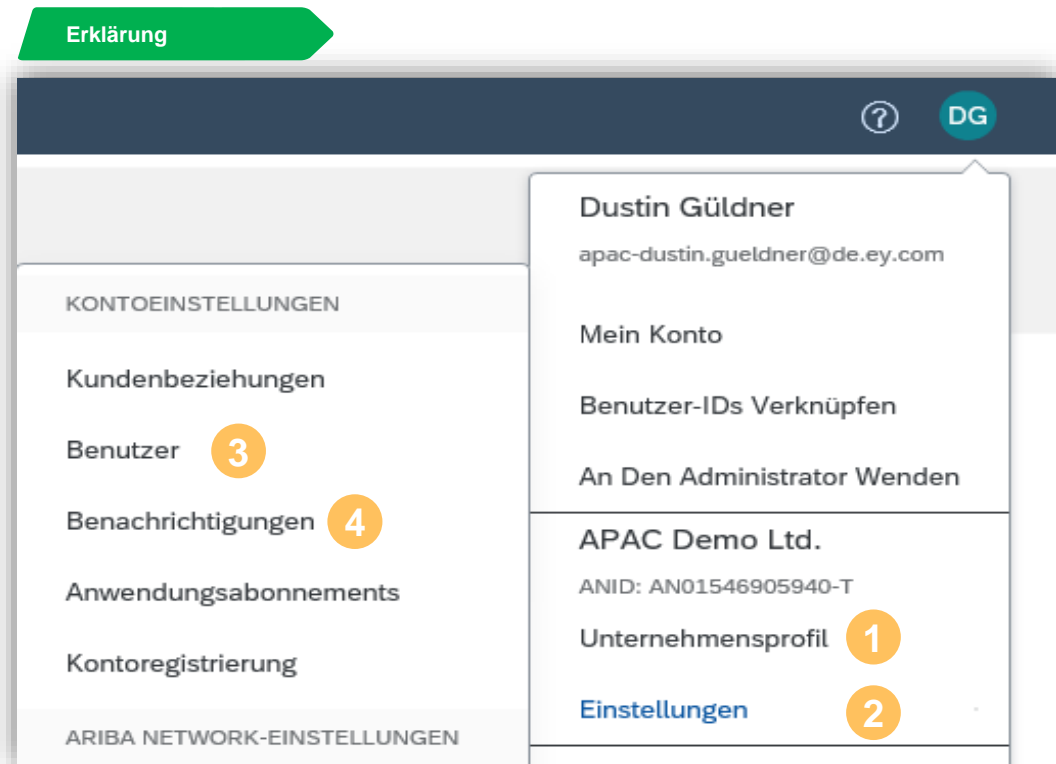 Erklärung
? DG
Dustin Güldner
apac-dustin.gueldner@de.ey.com
Mein Konto
Benutzer-IDs Verknüpfen
An Den Administrator Wenden
APAC Demo Ltd.
ANID: AN01546905940-T
Unternehmensprofil 1
Einstellungen 2
KONTOEINSTELLUNGEN
Kundenbeziehungen
Benutzer 3
Benachrichtigungen 4
Anwendungsabonnements
Kontoregistrierung
ARIBA NETWORK-EINSTELLUNGEN